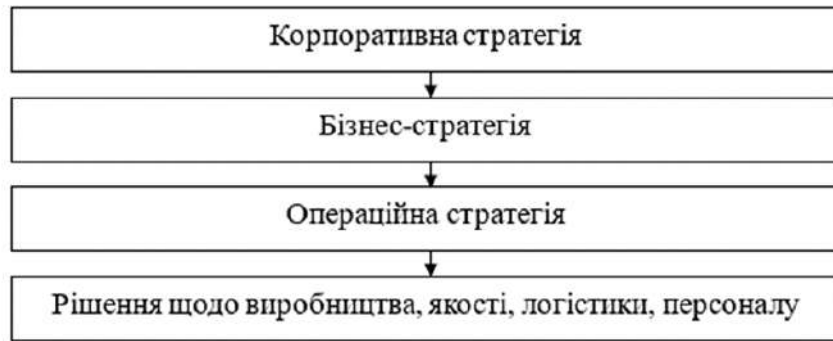 Корпоративна стратегія
Бізнес-стратегія
Операційна стратегія
Рішення щодо виробництва, якості, логістики, персоналу